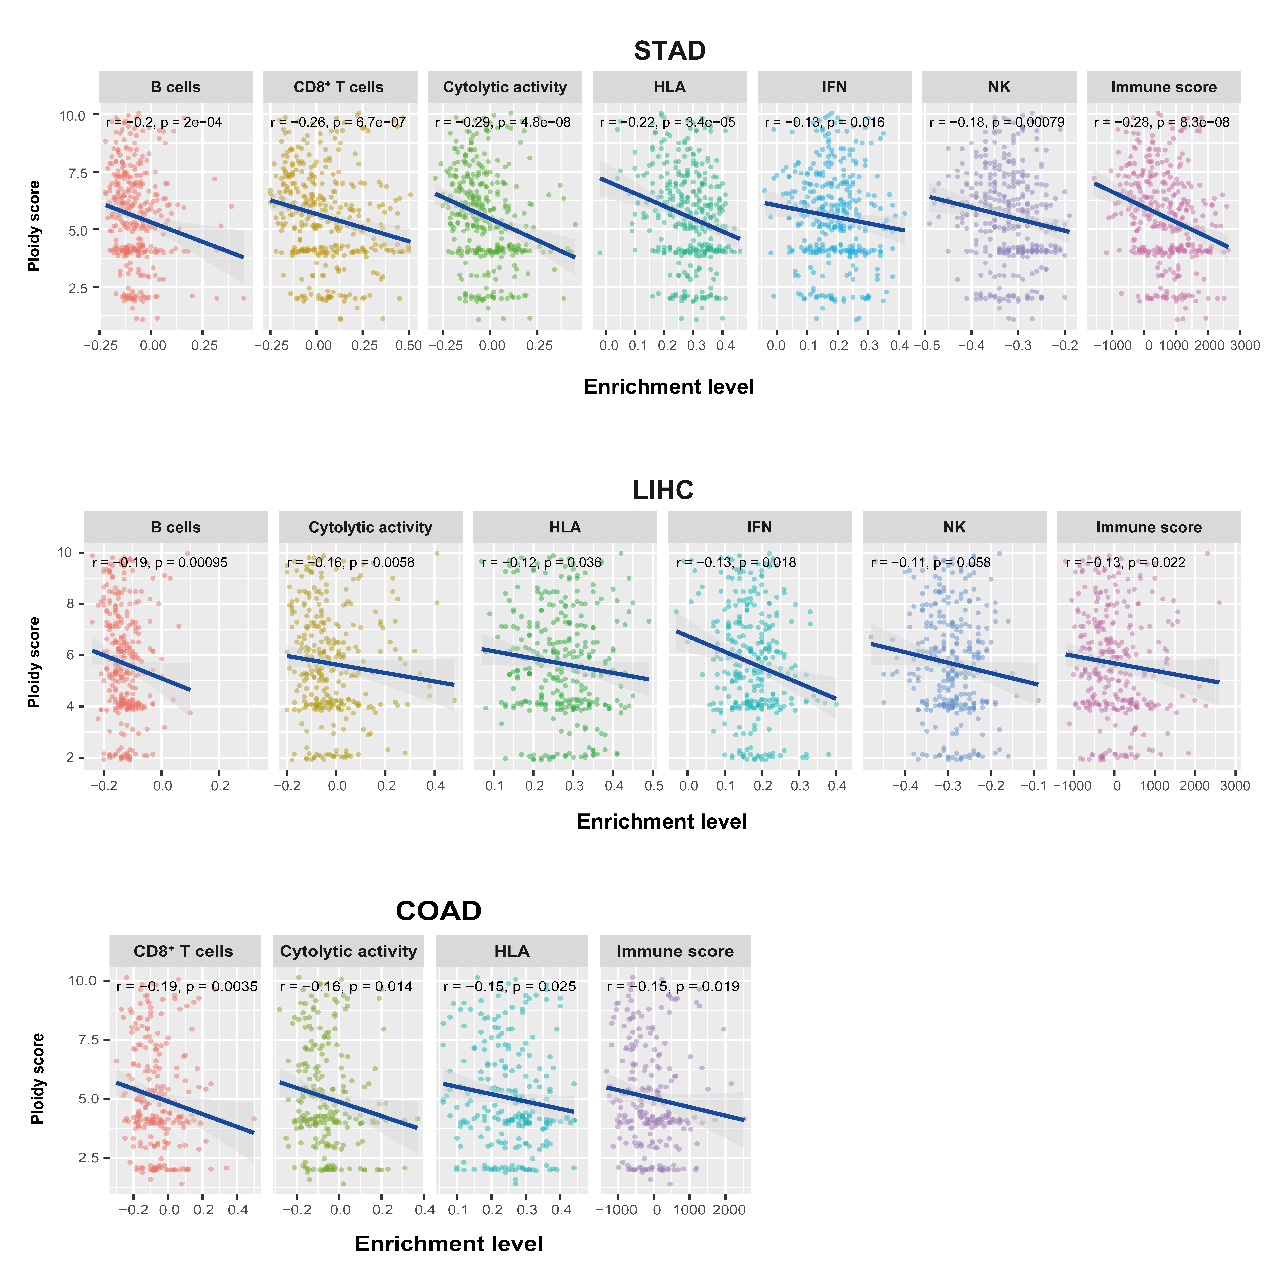 STAD
B cells CD8⁺ T cells Cytolytic activity HLA IFN NK Immune score
r = −0.2, p = 2e−04 r = −0.26, p = 6.7e−07 r = −0.29, p = 4.8e−08 r = −0.22, p = 3.4e−05 r = −0.13, p = 0.016 r = −0.18, p = 0.00079 r = −0.28, p = 8.3e−08
10.0
7.5
5.0
2.5
Ploidy score
−0.25 0.00 0.25 −0.25 0.00 0.25 0.50 −0.25 0.00 0.25 0.0 0.2 0.4 0.0 0.1 0.2 0.3 0.4 −0.5 −0.4 −0.3 −0.2 −1000 0 1000 2000 3000
Enrichment level
LIHC
B cells Cytolytic activity HLA IFN NK Immune score
r = −0.19, p = 0.00095 r = −0.16, p = 0.0058 r = −0.12, p = 0.036 r = −0.13, p = 0.018 r = −0.11, p = 0.058 r = −0.13, p = 0.022
10
8
6
4
2
Ploidy score
−0.2 0.0 0.2 −0.2 0.0 0.2 0.4 0.1 0.2 0.3 0.4 0.5 0.0 0.1 0.2 0.3 0.4 −0.4 −0.3 −0.2 −0.1 −1000 0 1000 2000 3000
Enrichment level
COAD
CD8⁺ T cells Cytolytic activity HLA Immune score
r = −0.19, p = 0.0035 r = −0.16, p = 0.014 r = −0.15, p = 0.025 r = −0.15, p = 0.019
10.0
7.5
5.0
2.5
Ploidy score
−0.2 0.0 0.2 0.4 −0.2 0.0 0.2 0.4 0.1 0.2 0.3 0.4 −1000 0 1000 2000
Enrichment level